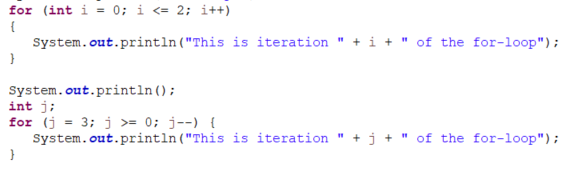 for (int i = 0; i <= 2; i++)
{
   System.out.println("This is iteration " + i + " of the for-loop");
}

System.out.println();
int j;
for (j = 3; j >= 0; j--) {
   System.out.println("This is iteration " + j + " of the for-loop");
}